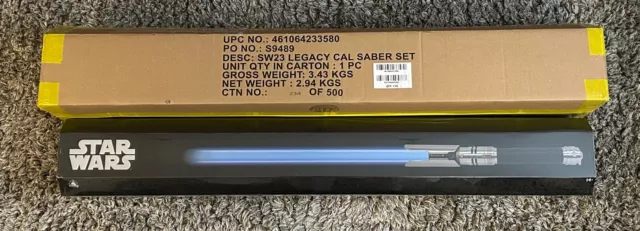 UPC NO.: 461064233580
PO NO.: S9489
DESC: SW23 LEGACY CAL SABER SET
UNIT QTY IN CARTON : 1 PC
GROSS WEIGHT: 3.43 KGS
NET WEIGHT : 2.94 KGS
CTN NO.: OF 500
STAR
WARS